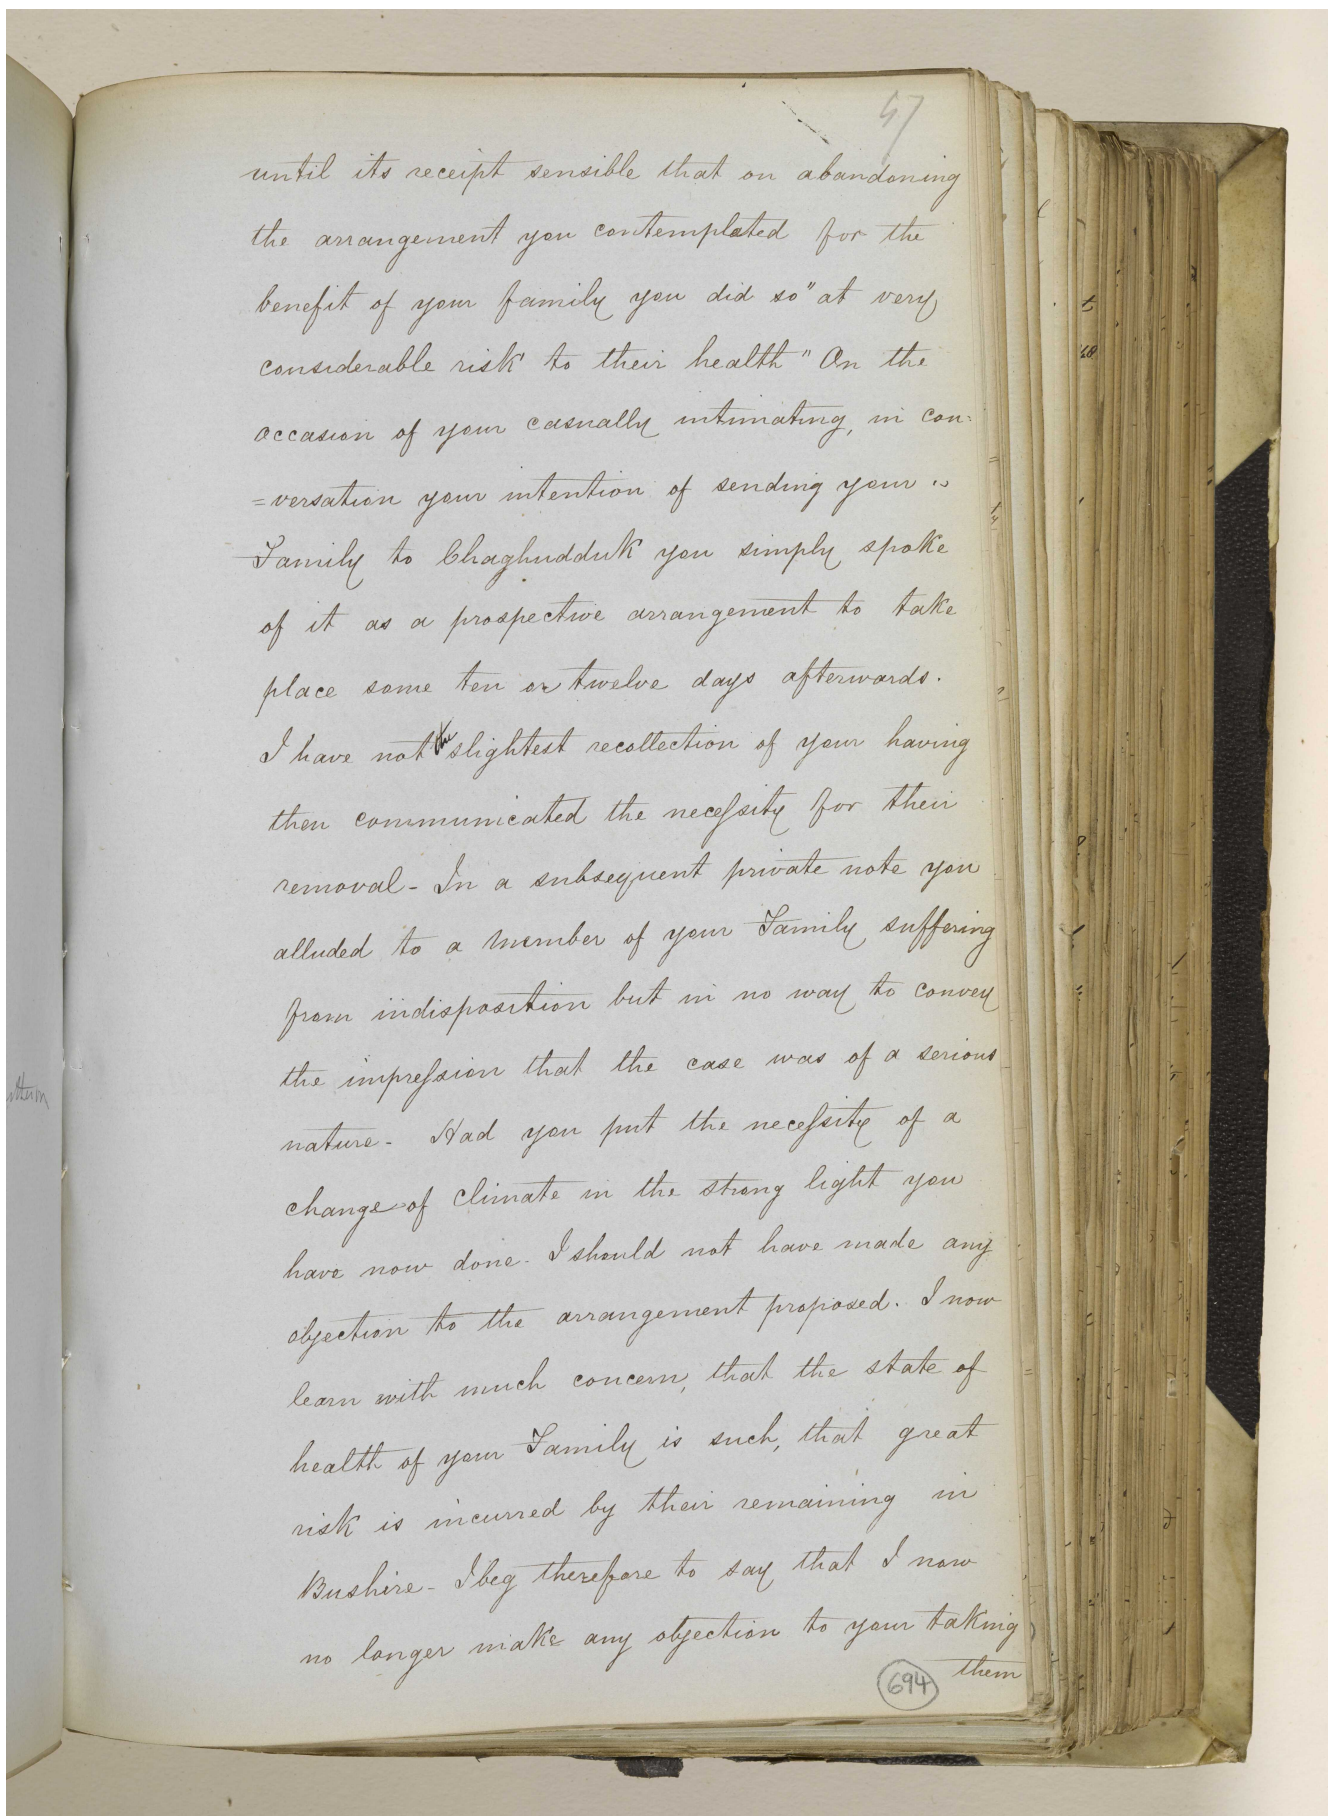 47
until its receipt sensible that on abandoning
the arrangement you contemplated for the
benefit of your family you did so "at very
considerable risk to their health" On the
occasion of your casually intimating, in con=
=versation your intention of sending your
Family to Chaghudduk you simply spoke
of it as a prospective arrangement to take
place some ten or twelve days afterwards.
I have not the slightest recollection of your having
then communicated the neceſsity for their
removal - In a subsequent private note you
alluded to a member of your Family suffering
from indisposition but in no way to convey
the impreſsion that the case was of a serious
nature - Had you put the neceſsity of a
change of climate in the strong light you
have now done. I should not have made any
objection to the arrangement proposed. I now
learn with much concern, that the state of
health of your Family is such, that great
risk is incurred by their remaining in
Bushire - I beg therefore to say that I now
no longer make any objection to your taking
them
694